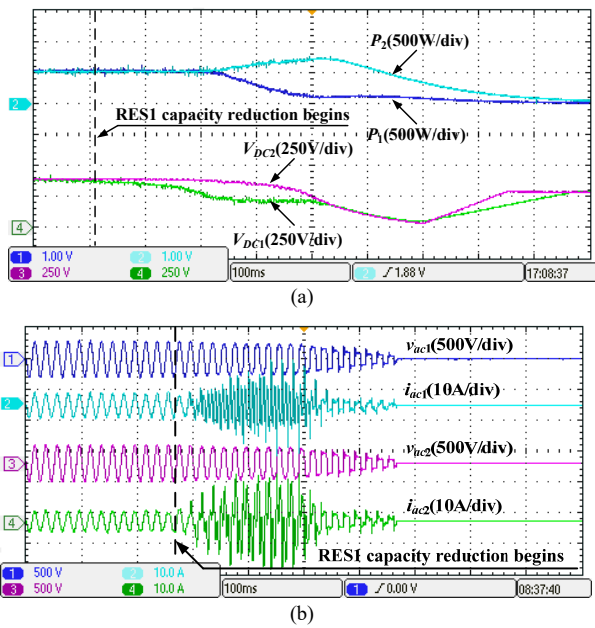 P2(500W/div)
2
RES1 capacity reduction begins
P1(500W/div)
VDC2(250V/div)
4
VDC1(250V/div)
1 1.00 V 2 1.00 V
3 250 V 4 250 V
100ms
2 1.88 V
17:08:37
(a)
1
vac1(500V/div)
2
iac1(10A/div)
3
vac2(500V/div)
4
iac2(10A/div)
RES1 capacity reduction begins
1 500 V 2 10.0 A
3 500 V 4 10.0 A
100ms
1 0.00 V
08:37:40
(b)